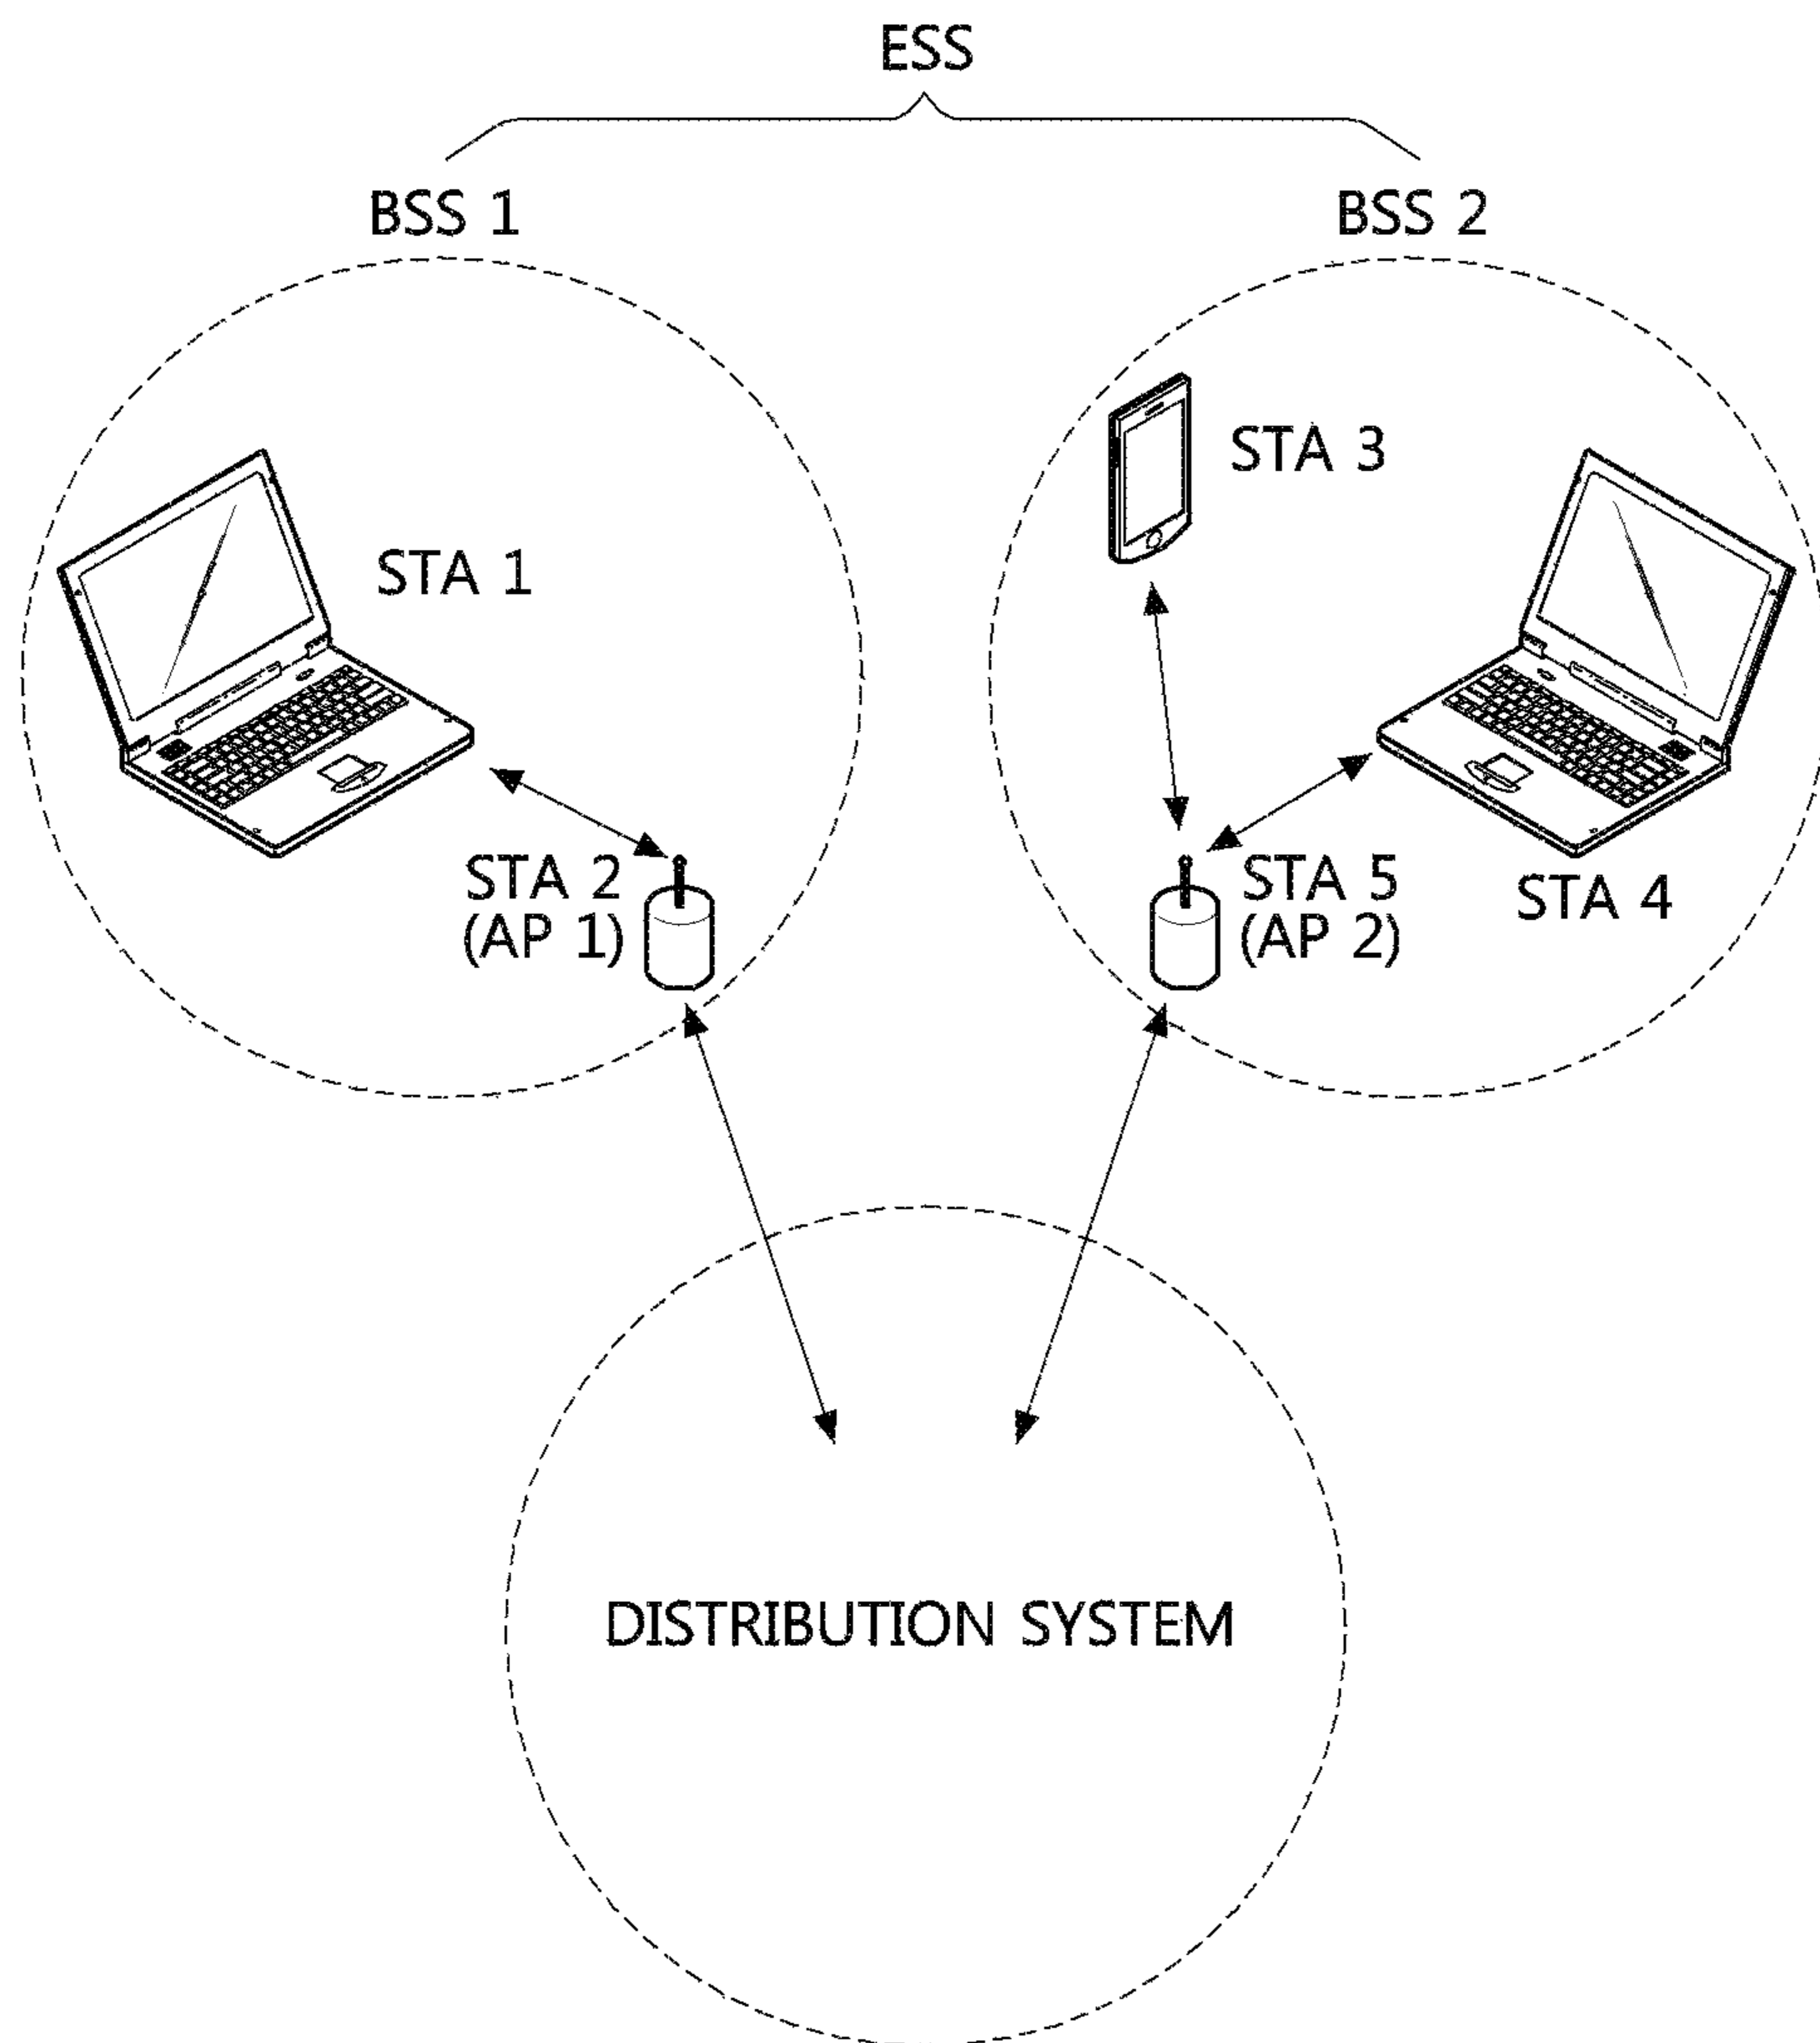 ESS
BSS 1
BSS 2
STA 3
STA 1
STA 2
(AP 1)
STA 5
(AP 2)
STA 4
DISTRIBUTION SYSTEM